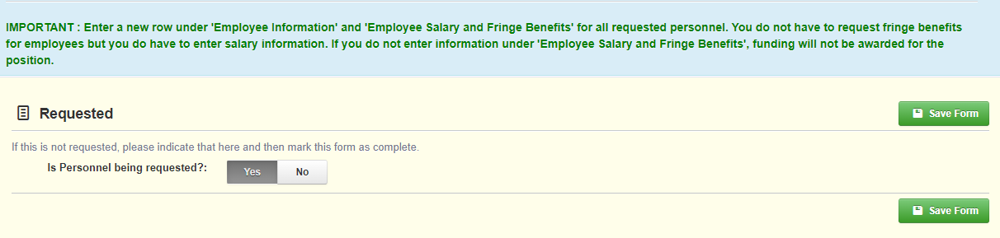 IMPORTANT : Enter a new row under 'Employee Information' and 'Employee Salary and Fringe Benefits' for all requested personnel. You do not have to request fringe benefits
for employees but you do have to enter salary information. If you do not enter information under 'Employee Salary and Fringe Benefits', funding will not be awarded for the
position.
Requested
Save Form
If this is not requested, please indicate that here and then mark this form as complete.
Is Personnel being requested?: Yes No
Save Form